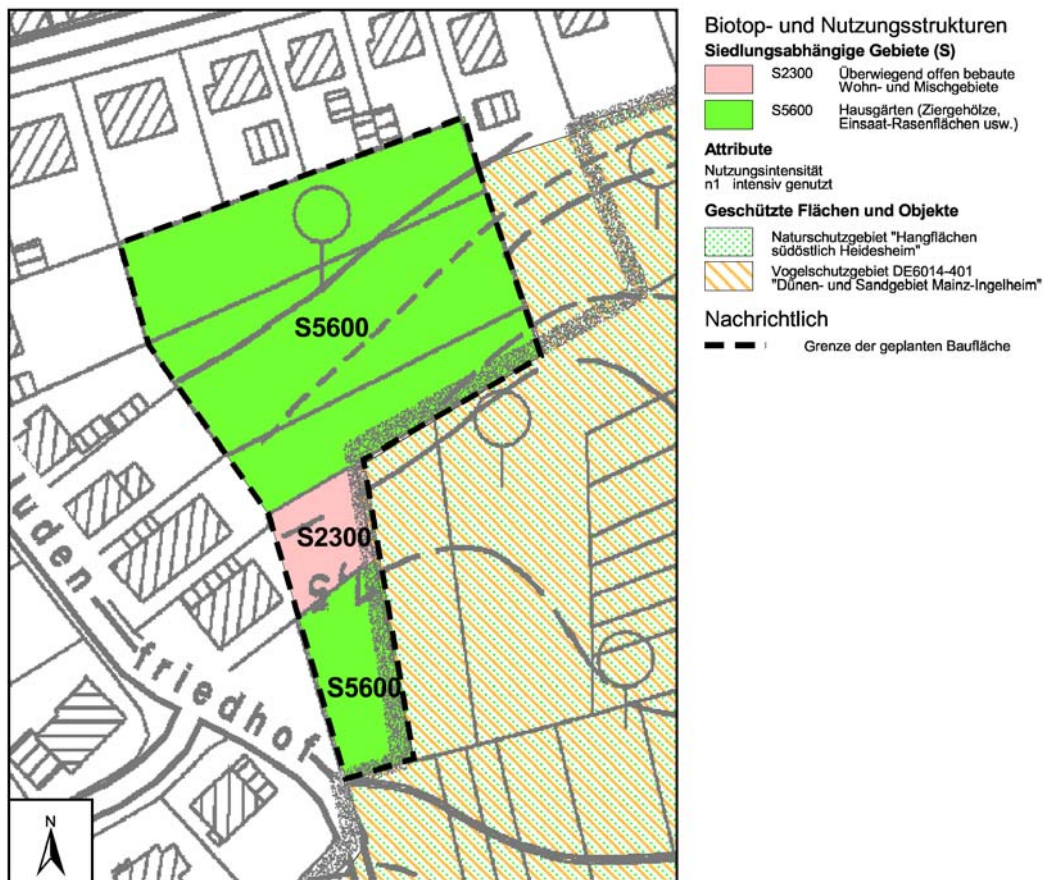 S5600
S2300
S5600
luden
friedhof
N
Biotop- und Nutzungsstrukturen
Siedlungsabhängige Gebiete (S)
S2300 Überwiegend offen bebaute
Wohn- und Mischgebiete
S5600 Hausgärten (Ziergehölze,
Einsaat-Rasenflächen usw.)
Attribute
Nutzungsintensität
n1 intensiv genutzt
Geschützte Flächen und Objekte
Naturschutzgebiet "Hangflächen
südöstlich Heidesheim"
Vogelschutzgebiet DE6014-401
"Dünen- und Sandgebiet Mainz-Ingelheim"
Nachrichtlich
Grenze der geplanten Baufläche